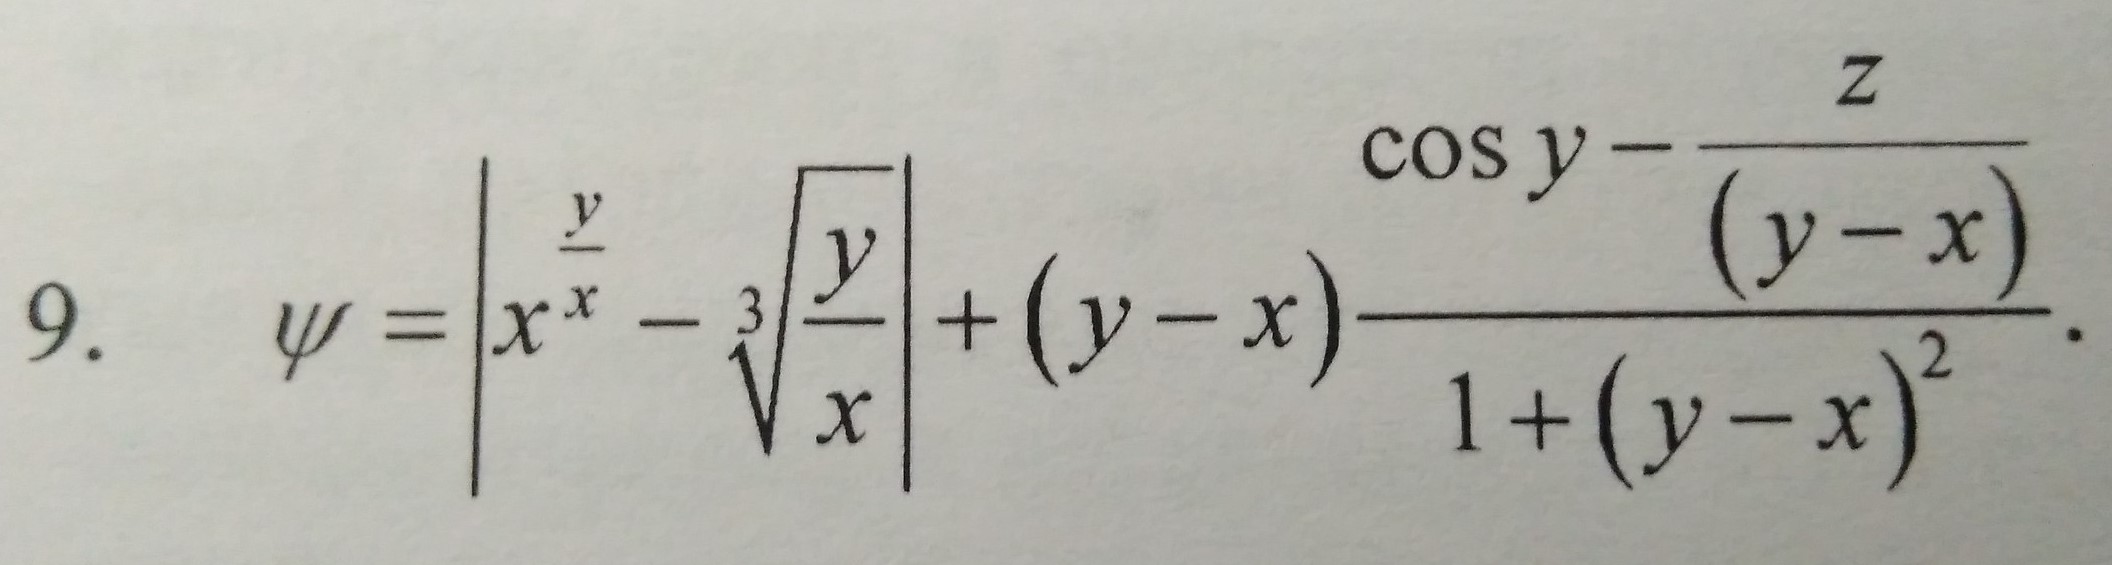 9. ψ = |x^{y/x} − ∛(y/x)| + (y − x) (cos y − z/(y − x))/(1 + (y − x)²).